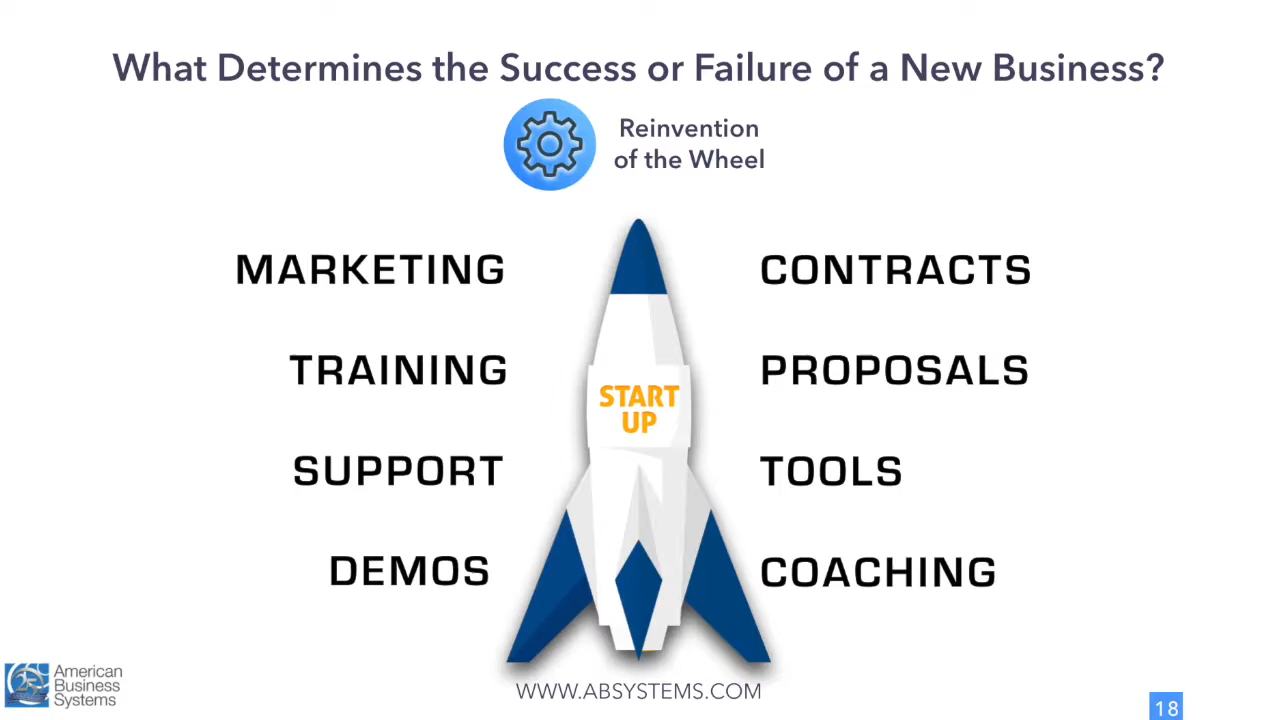 What Determines the Success or Failure of a New Business?
Reinvention
of the Wheel
MARKETING
TRAINING
SUPPORT
DEMOS
START
UP
CONTRACTS
PROPOSALS
TOOLS
COACHING
American
Business
Systems
WWW.ABSYSTEMS.COM
18